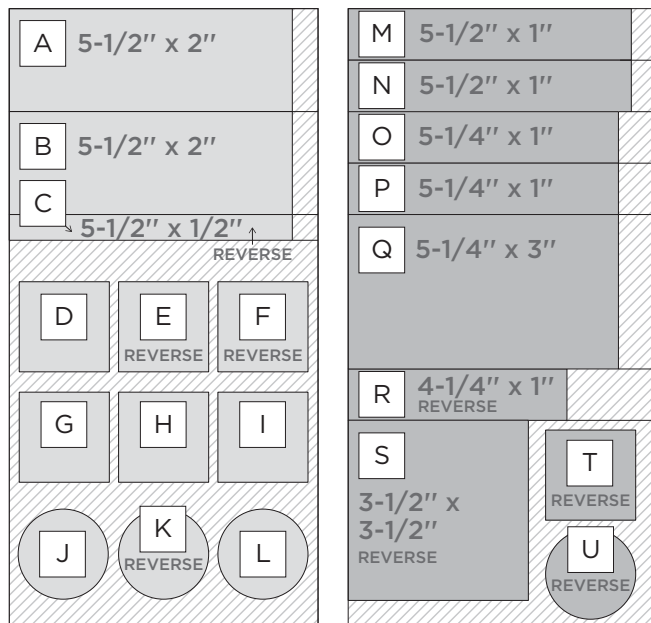 A 5-1/2" x 2"
B 5-1/2" x 2"
C 5-1/2" x 1/2"
REVERSE
D
E
REVERSE
F
REVERSE
G
H
I
J
K
REVERSE
L
M 5-1/2" x 1"
N 5-1/2" x 1"
O 5-1/4" x 1"
P 5-1/4" x 1"
Q 5-1/4" x 3"
R 4-1/4" x 1"
REVERSE
S
3-1/2" x
3-1/2"
REVERSE
T
REVERSE
U
REVERSE